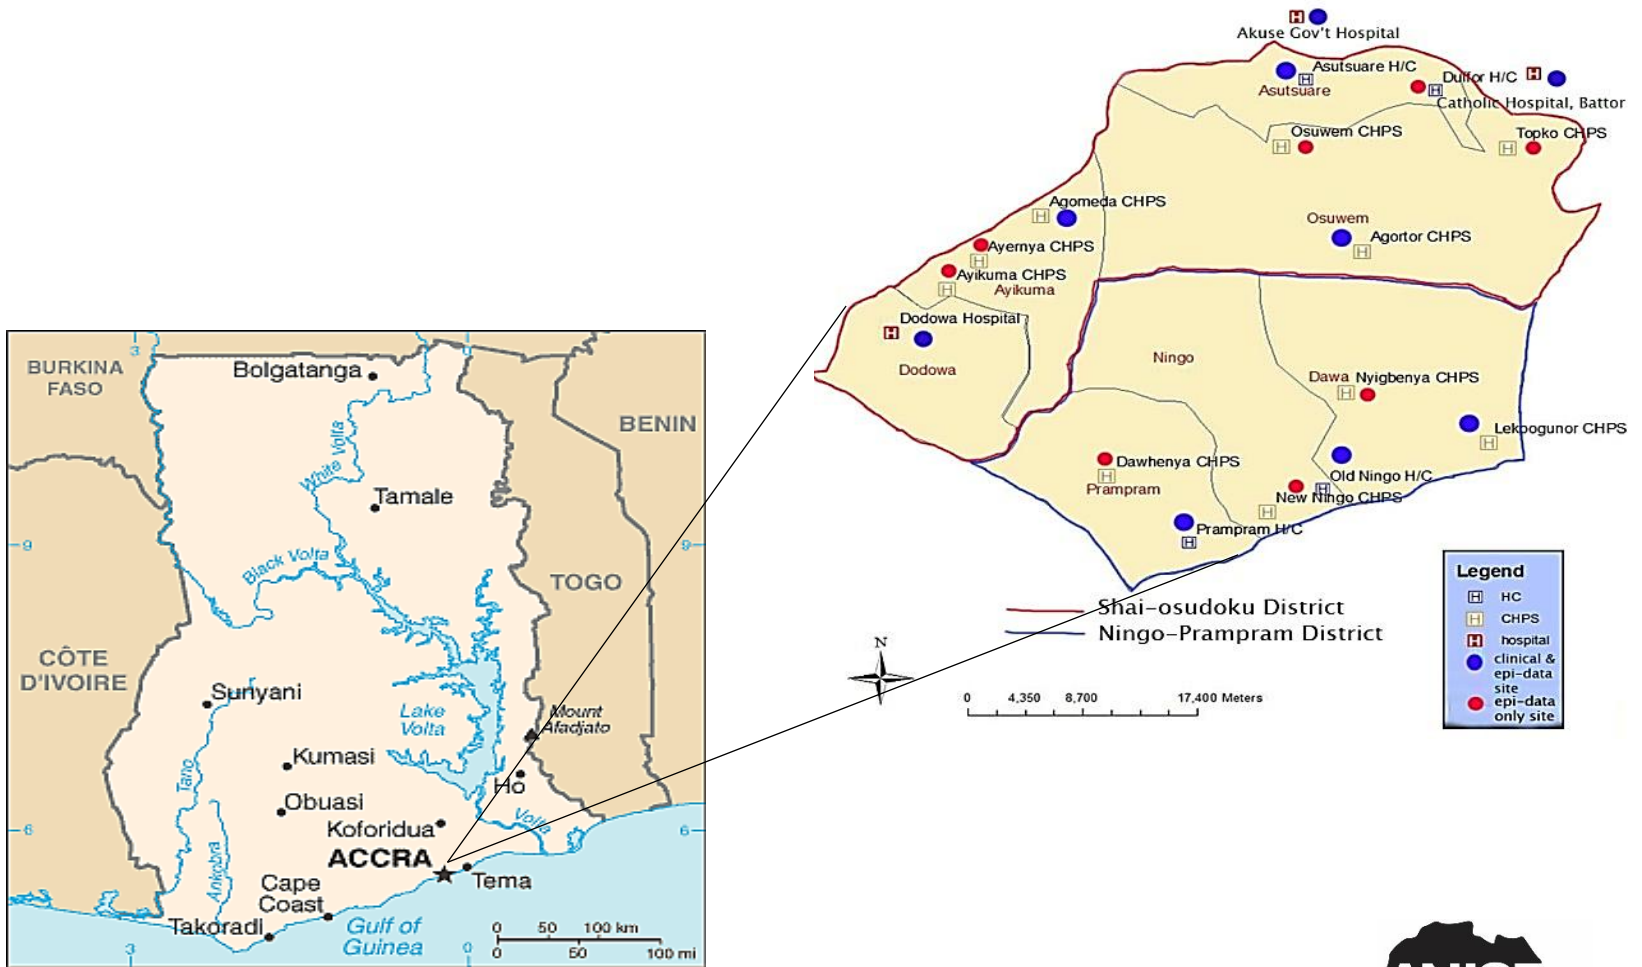 BURKINA
FASO
Bolgatanga
BENIN
White Volta
Tamale
Black Volta
TOGO
CÔTE
D'IVOIRE
Sunyani
Lake
Volta
Mount
Afadjato
Kumasi
Tano
Ho
Obuasi
Koforidua
Volta
ACCRA
Ankobra
Tema
Cape
Coast
Takoradi
Gulf of
Guinea
3
0
9
9
6
6
3
0
0 50 100 km
0 50 100 mi
H
Akuse Gov't Hospital
Asutsuare H/C
H
Asutsuare
Dulfor H/C
H
H
Catholic Hospital, Battor
Osuwem CHPS
H
Topko CHPS
H
Agomeda CHPS
H
Osuwem
Agortor CHPS
H
Ayernya CHPS
H
Ayikuma CHPS
H
Ayikuma
Dodowa Hospital
H
Dodowa
Ningo
Dawa Nyigbenya CHPS
H
Lekpogunor CHPS
H
Dawhenya CHPS
H
Prampram
Old Ningo H/C
H
New Ningo CHPS
H
Prampram H/C
H
Shai-osudoku District
Ningo-Prampram District
N
0 4,350 8,700 17,400 Meters
Legend
H HC
H CHPS
H hospital
clinical &
epi-data
site
epi-data
only site